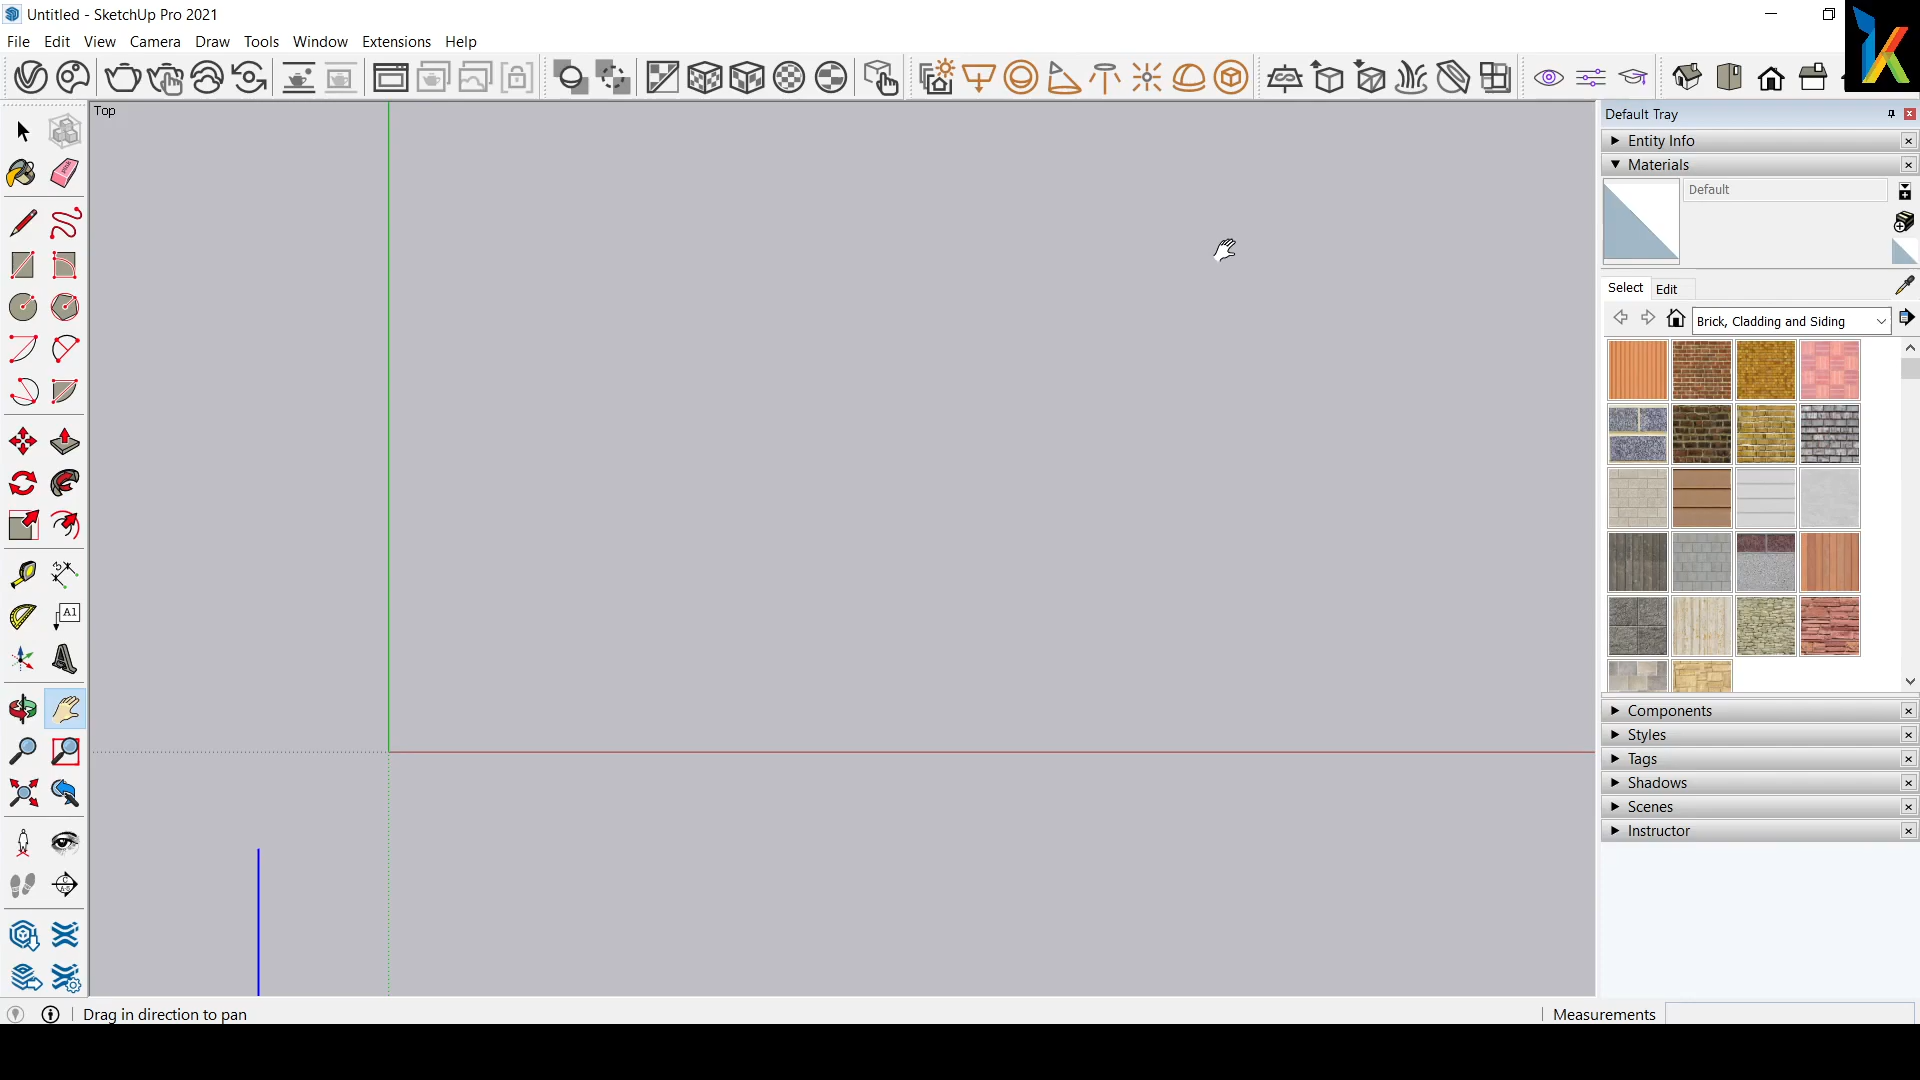 Untitled - SketchUp Pro 2021
File Edit View Camera Draw Tools Window Extensions Help
Top
Default Tray
Entity Info
Materials
Default
Select Edit
Brick, Cladding and Siding
A1
Components
Styles
Tags
Shadows
Scenes
Instructor
Drag in direction to pan
Measurements